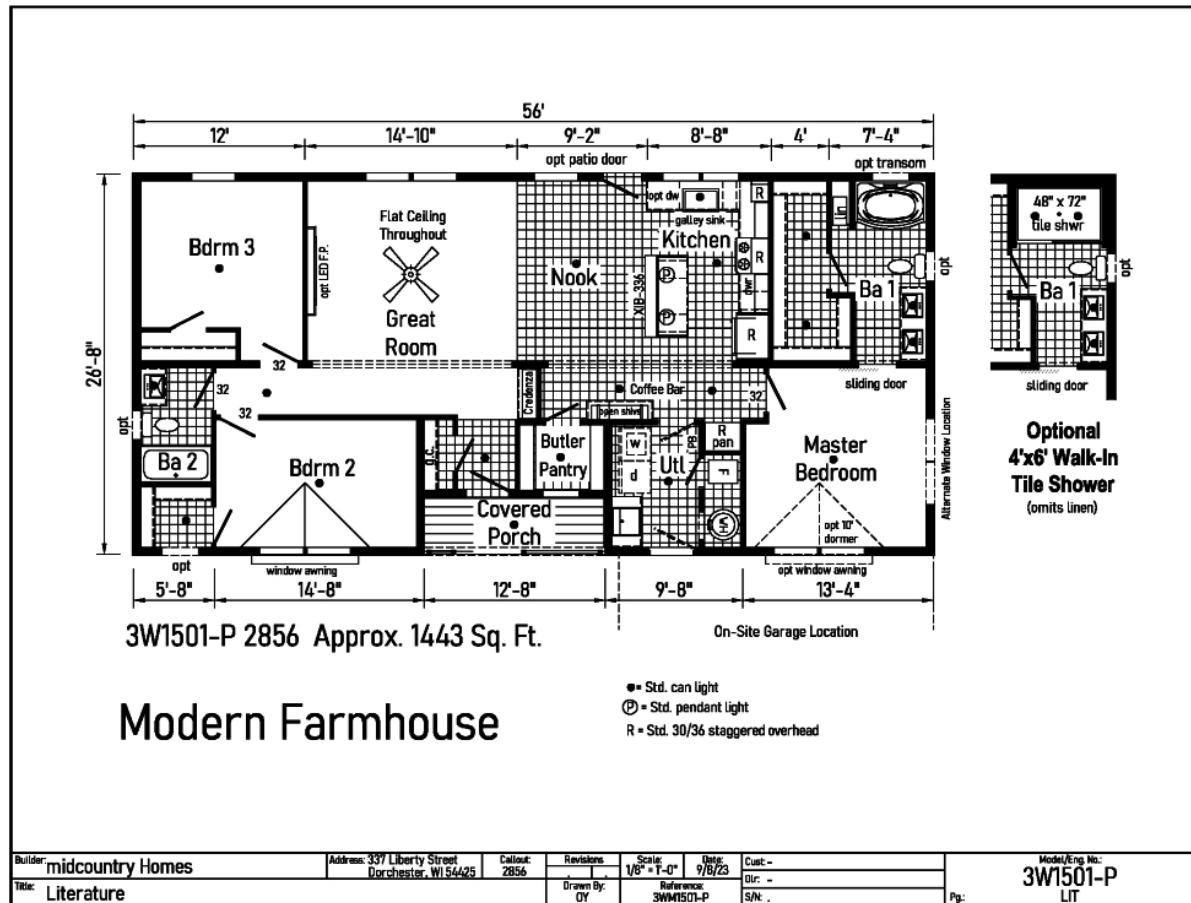 56'
12'
14'-10"
9'-2"
8'-8"
4'
7'-4"
opt patio door
opt transom
26'-8"
Bdrm 3
opt LED F.P.
Flat Ceiling
Throughout
Great
Room
Nook
opt dw
galley sink
Kitchen
XIB-336
P
P
R
R
R
dwr
lin
Ba 1
opt
sliding door
48" x 72"
tile shwr
Ba 1
opt
sliding door
Optional
4'x6' Walk-In
Tile Shower
(omits linen)
32
32
32
32
Credenza
Coffee Bar
open shlvs
opt
Ba 2
Bdrm 2
g.c.
Butler
Pantry
Covered
Porch
w
d
Utl
PB
R
pan
F
WH
Master
Bedroom
opt 10'
dormer
Alternate Window Location
opt
window awning
opt window awning
5'-8"
14'-8"
12'-8"
9'-8"
13'-4"
3W1501-P 2856 Approx. 1443 Sq. Ft.
On-Site Garage Location
Modern Farmhouse
= Std. can light
P = Std. pendant light
R = Std. 30/36 staggered overhead
Builder: midcountry Homes
Address: 337 Liberty Street
Dorchester, WI 54425
Callout:
2856
Revisions
Scale:
1/8" = 1'-0"
Date:
9/8/23
Cust: -
Model/Eng. No.:
3W1501-P
LIT
Title: Literature
Drawn By:
OY
Reference:
3WM1501-P
Dlr: -
S/N: .
Pg.: